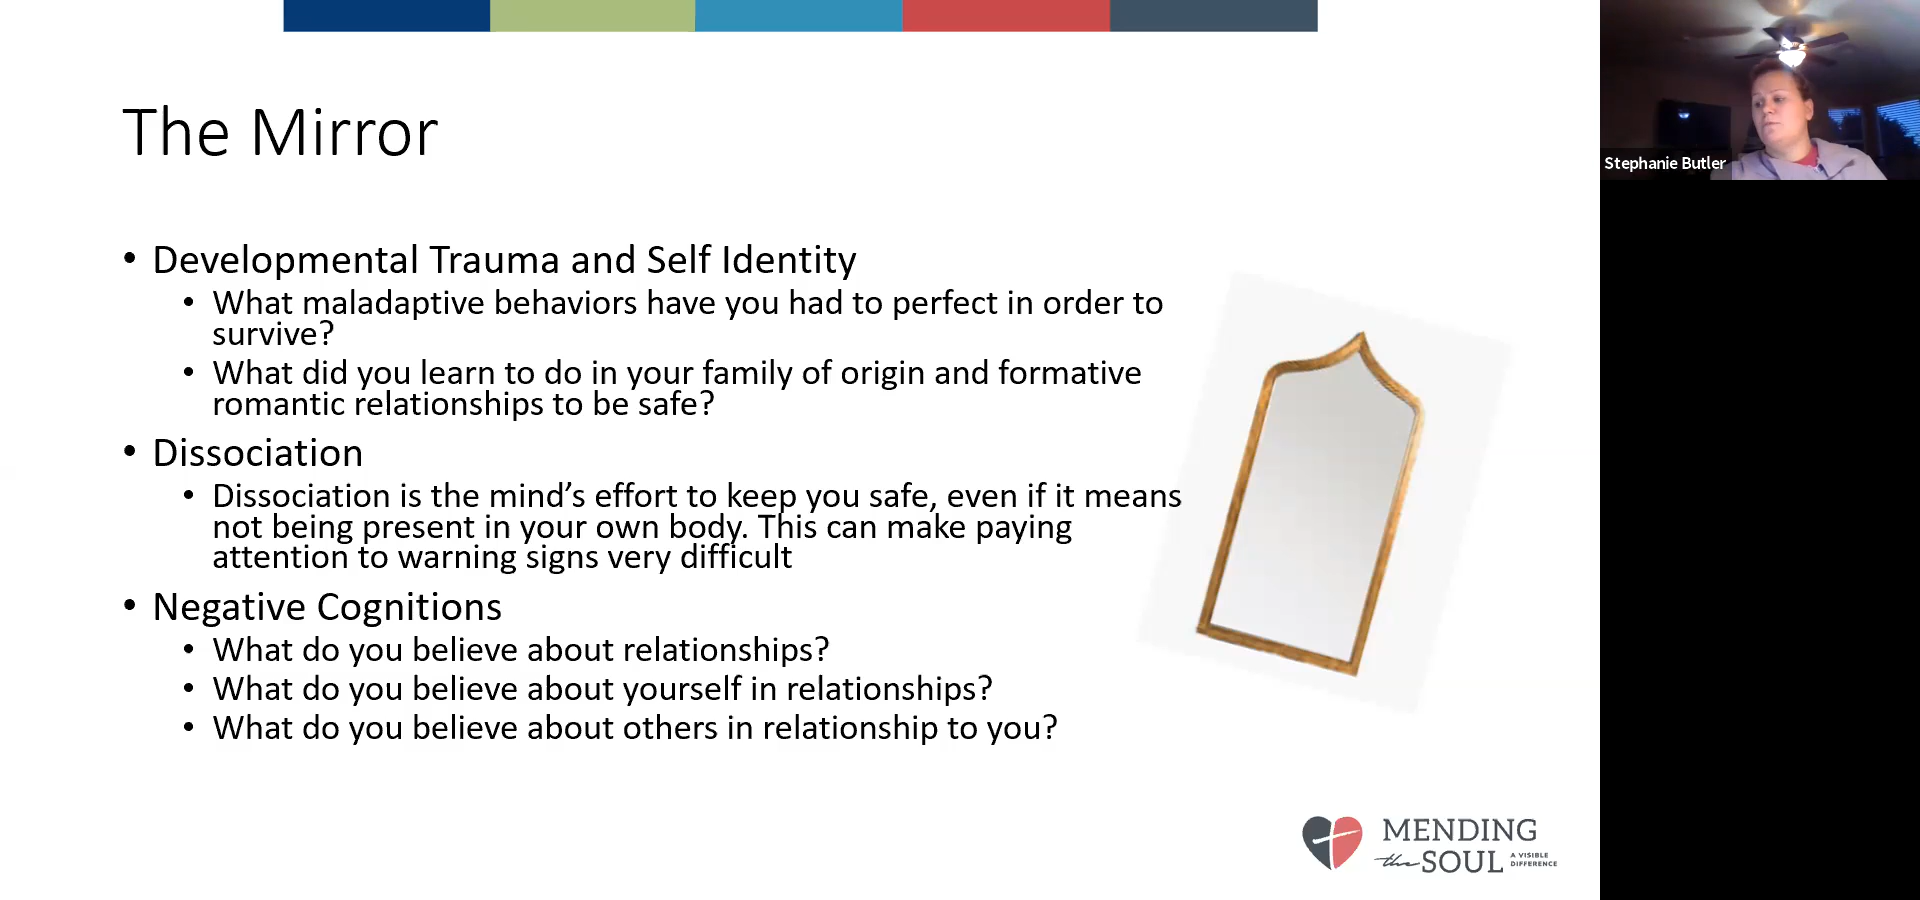 The Mirror
• Developmental Trauma and Self Identity
• What maladaptive behaviors have you had to perfect in order to
survive?
• What did you learn to do in your family of origin and formative
romantic relationships to be safe?
• Dissociation
• Dissociation is the mind’s effort to keep you safe, even if it means
not being present in your own body. This can make paying
attention to warning signs very difficult
• Negative Cognitions
• What do you believe about relationships?
• What do you believe about yourself in relationships?
• What do you believe about others in relationship to you?
MENDING
the SOUL
A VISIBLE
DIFFERENCE
Stephanie Butler